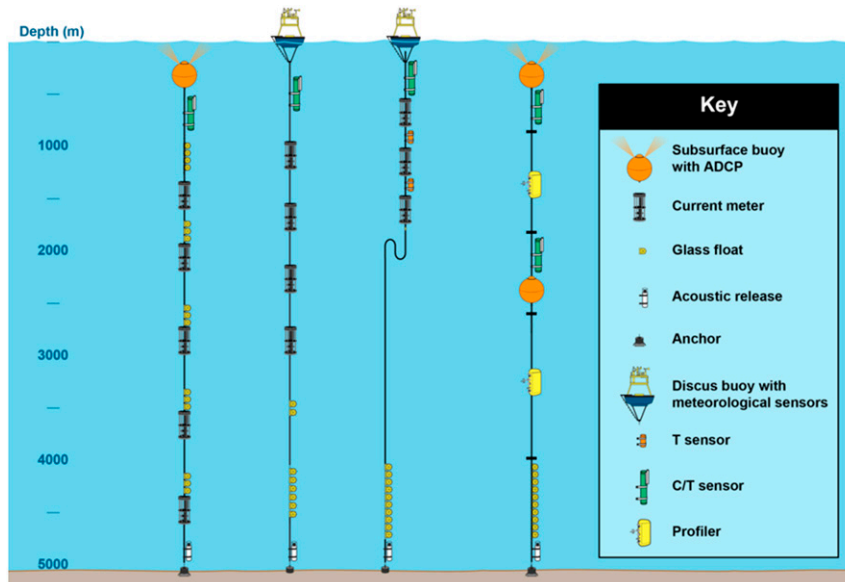 Depth (m)
1000
2000
3000
4000
5000
Key
Subsurface buoy
with ADCP
Current meter
Glass float
Acoustic release
Anchor
Discus buoy with
meteorological sensors
T sensor
C/T sensor
Profiler